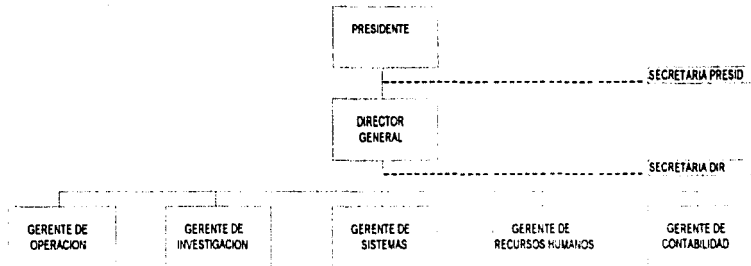 PRESIDENTE
SECRETARIA PRESID
DIRECTOR
GENERAL
SECRETARIA DIR
GERENTE DE
OPERACION
GERENTE DE
INVESTIGACION
GERENTE DE
SISTEMAS
GERENTE DE
RECURSOS HUMANOS
GERENTE DE
CONTABILIDAD